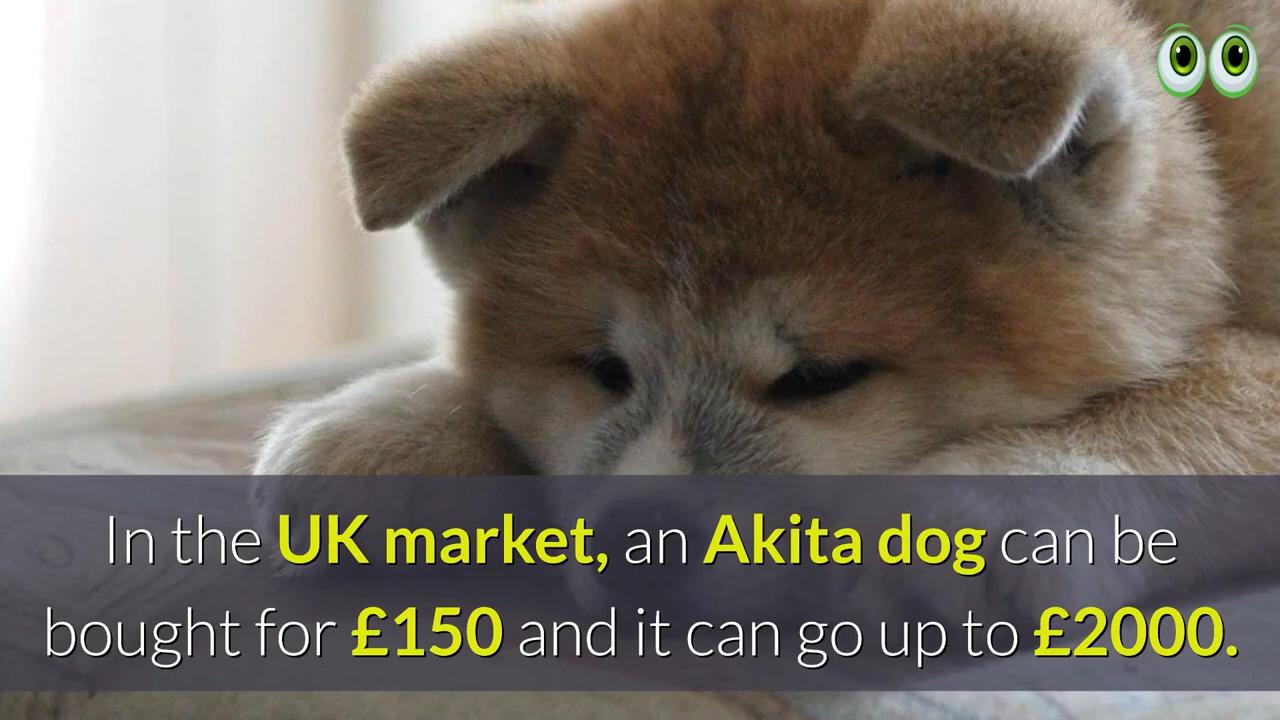 In the UK market, an Akita dog can be
bought for £150 and it can go up to £2000.